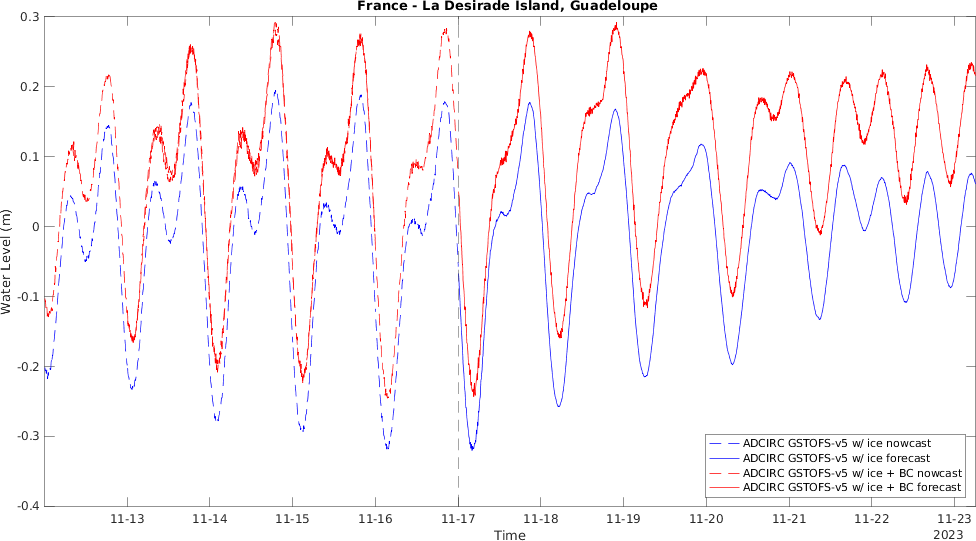 France - La Desirade Island, Guadeloupe
0.3
0.2
0.1
0
-0.1
-0.2
-0.3
-0.4
Water Level (m)
ADCIRC GSTOFS-v5 w/ ice nowcast
ADCIRC GSTOFS-v5 w/ ice forecast
ADCIRC GSTOFS-v5 w/ ice + BC nowcast
ADCIRC GSTOFS-v5 w/ ice + BC forecast
11-13 11-14 11-15 11-16 11-17 11-18 11-19 11-20 11-21 11-22 11-23
Time
2023